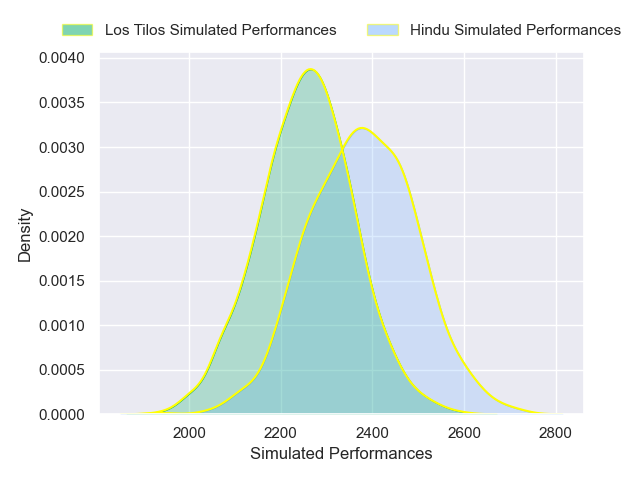 Los Tilos Simulated Performances Hindu Simulated Performances
0.0040
0.0035
0.0030
0.0025
0.0020
0.0015
0.0010
0.0005
0.0000
Density
2000 2200 2400 2600 2800
Simulated Performances